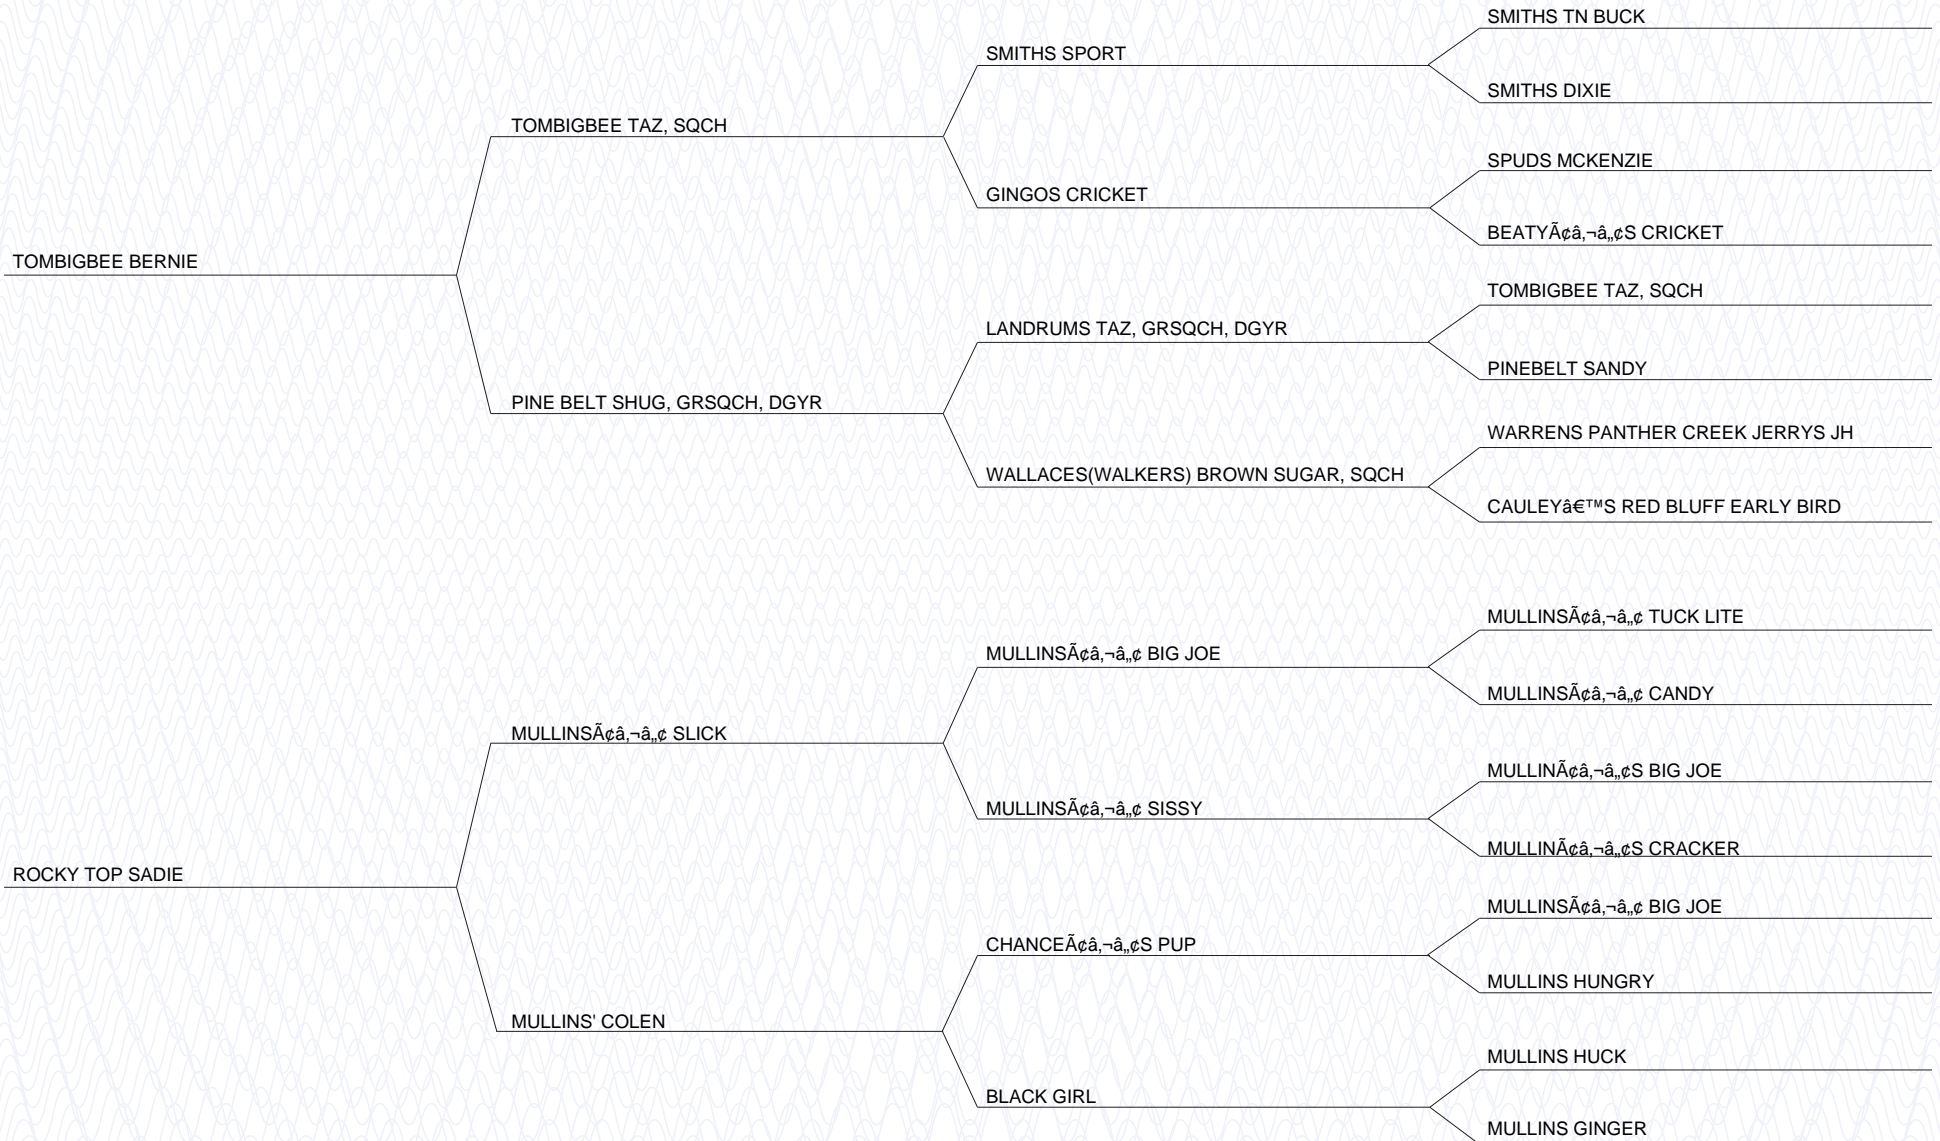 SMITHS TN BUCK
SMITHS SPORT
SMITHS DIXIE
TOMBIGBEE TAZ, SQCH
SPUDS MCKENZIE
GINGOS CRICKET
BEATYÃ¢â‚¬â„¢S CRICKET
TOMBIGBEE BERNIE
TOMBIGBEE TAZ, SQCH
LANDRUMS TAZ, GRSQCH, DGYR
PINEBELT SANDY
PINE BELT SHUG, GRSQCH, DGYR
WARRENS PANTHER CREEK JERRYS JH
WALLACES(WALKERS) BROWN SUGAR, SQCH
CAULEYâ€™S RED BLUFF EARLY BIRD
MULLINSÃ¢â‚¬â„¢ TUCK LITE
MULLINSÃ¢â‚¬â„¢ BIG JOE
MULLINSÃ¢â‚¬â„¢ CANDY
MULLINSÃ¢â‚¬â„¢ SLICK
MULLINÃ¢â‚¬â„¢S BIG JOE
MULLINSÃ¢â‚¬â„¢ SISSY
MULLINÃ¢â‚¬â„¢S CRACKER
ROCKY TOP SADIE
MULLINSÃ¢â‚¬â„¢ BIG JOE
CHANCEÃ¢â‚¬â„¢S PUP
MULLINS HUNGRY
MULLINS' COLEN
MULLINS HUCK
BLACK GIRL
MULLINS GINGER